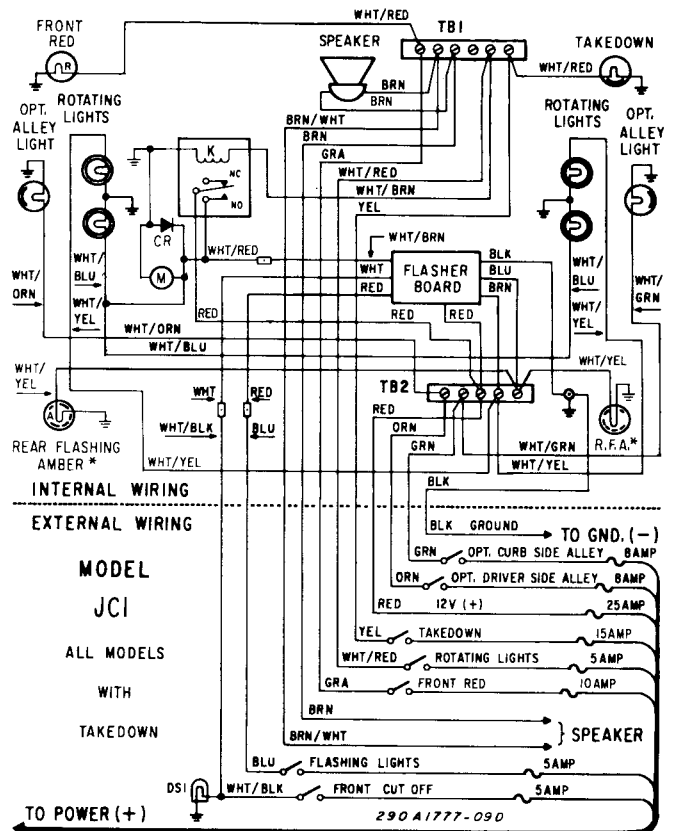 WHT/RED
FRONT RED
R
SPEAKER
TB1
TAKEDOWN
WHT/RED
BRN
BRN
OPT. ALLEY LIGHT
ROTATING LIGHTS
ROTATING LIGHTS
OPT. ALLEY LIGHT
BRN/WHT
BRN
GRA
K
NC
NO
WHT/RED
WHT/BRN
YEL
CR
M
WHT/RED
WHT/BRN
WHT
RED
FLASHER BOARD
BLK
BLU
BRN
WHT/ORN
WHT/BLU
WHT/YEL
WHT/BLU
WHT/YEL
WHT/GRN
RED
RED
RED
WHT/ORN
WHT/BLU
WHT/YEL
WHT/YEL
TB2
WHT
RED
RED
A
ORN
WHT/BLK
BLU
GRN
WHT/GRN
R.F.A.*
REAR FLASHING AMBER *
WHT/YEL
WHT/YEL
BLK
INTERNAL WIRING
EXTERNAL WIRING
BLK GROUND
TO GND. (-)
GRN OPT. CURB SIDE ALLEY 8AMP
MODEL
ORN OPT. DRIVER SIDE ALLEY 8AMP
JC1
RED 12V (+) 25AMP
YEL TAKEDOWN 15AMP
ALL MODELS
WHT/RED ROTATING LIGHTS 5AMP
WITH
GRA FRONT RED 10AMP
TAKEDOWN
BRN
BRN/WHT
SPEAKER
BLU FLASHING LIGHTS 5AMP
DS1 WHT/BLK FRONT CUT OFF 5AMP
TO POWER (+)
290A1777-090